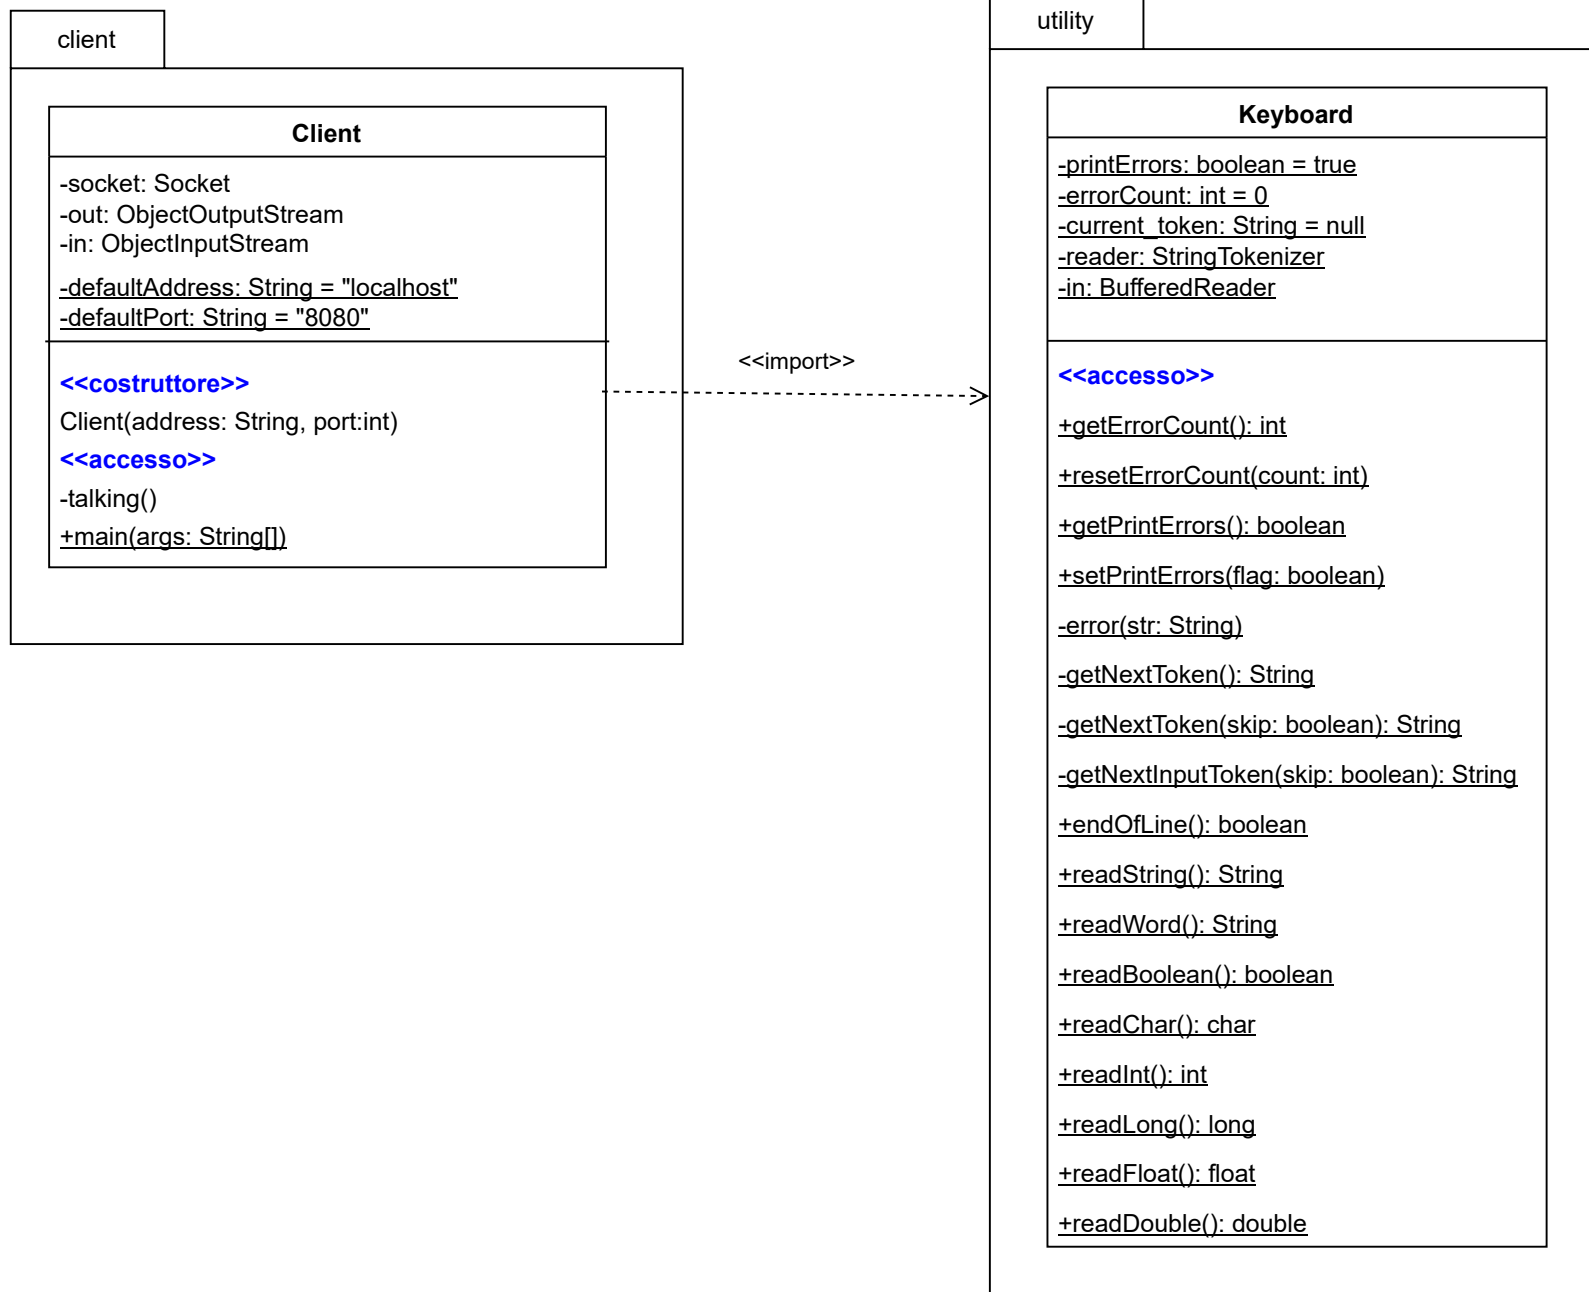 client
Client
-socket: Socket
-out: ObjectOutputStream
-in: ObjectInputStream
-defaultAddress: String = "localhost"
-defaultPort: String = "8080"
<<costruttore>>
Client(address: String, port:int)
<<accesso>>
-talking()
+main(args: String[])
<<import>>
utility
Keyboard
-printErrors: boolean = true
-errorCount: int = 0
-current_token: String = null
-reader: StringTokenizer
-in: BufferedReader
<<accesso>>
+getErrorCount(): int
+resetErrorCount(count: int)
+getPrintErrors(): boolean
+setPrintErrors(flag: boolean)
-error(str: String)
-getNextToken(): String
-getNextToken(skip: boolean): String
-getNextInputToken(skip: boolean): String
+endOfLine(): boolean
+readString(): String
+readWord(): String
+readBoolean(): boolean
+readChar(): char
+readInt(): int
+readLong(): long
+readFloat(): float
+readDouble(): double